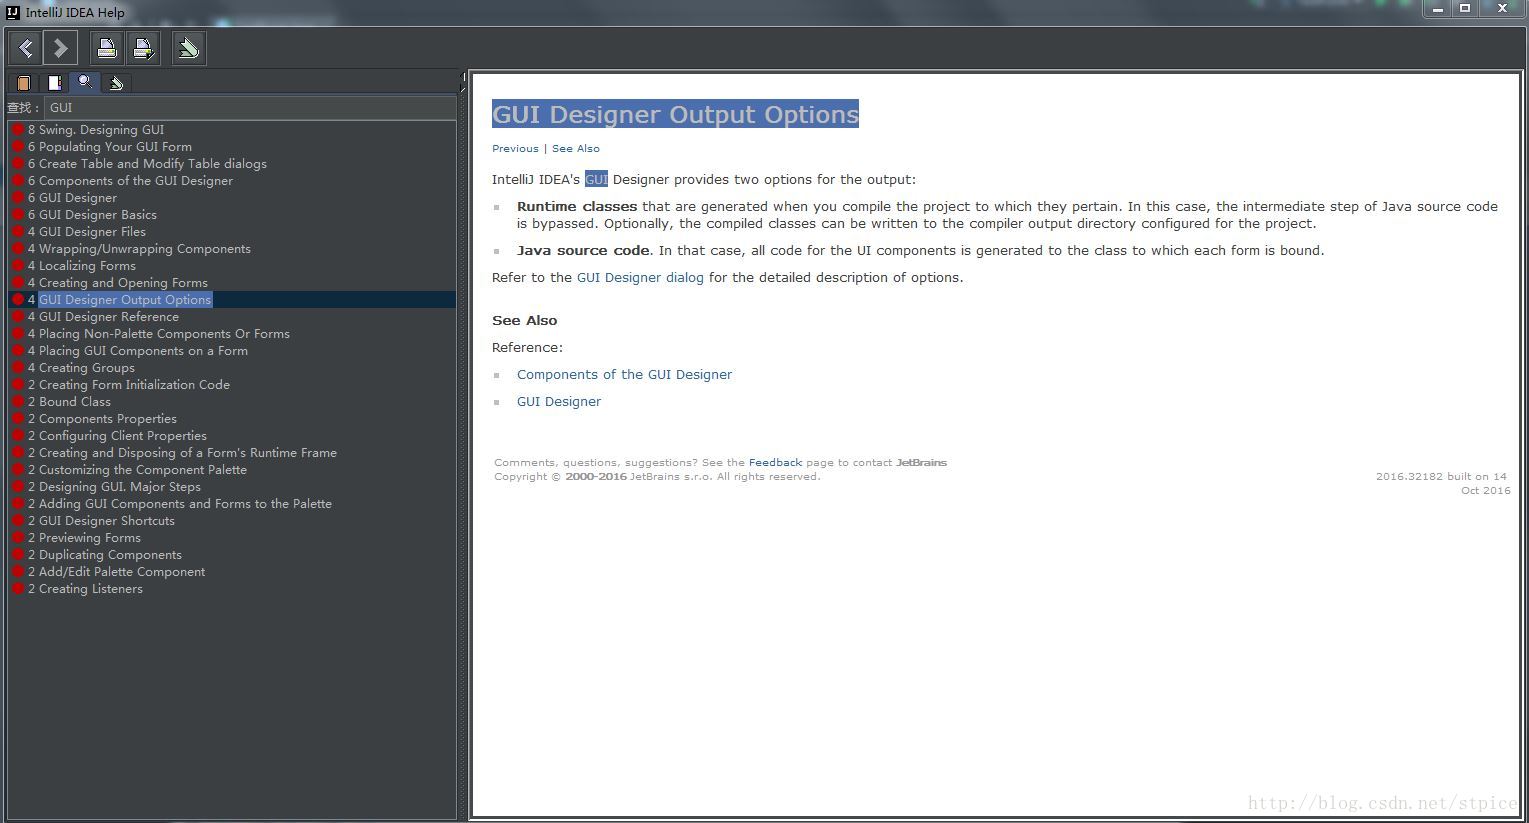 IntelliJ IDEA Help
查找： GUI
8 Swing. Designing GUI
6 Populating Your GUI Form
6 Create Table and Modify Table dialogs
6 Components of the GUI Designer
6 GUI Designer
6 GUI Designer Basics
4 GUI Designer Files
4 Wrapping/Unwrapping Components
4 Localizing Forms
4 Creating and Opening Forms
4 GUI Designer Output Options
4 GUI Designer Reference
4 Placing Non-Palette Components Or Forms
4 Placing GUI Components on a Form
4 Creating Groups
2 Creating Form Initialization Code
2 Bound Class
2 Components Properties
2 Configuring Client Properties
2 Creating and Disposing of a Form's Runtime Frame
2 Customizing the Component Palette
2 Designing GUI. Major Steps
2 Adding GUI Components and Forms to the Palette
2 GUI Designer Shortcuts
2 Previewing Forms
2 Duplicating Components
2 Add/Edit Palette Component
2 Creating Listeners
GUI Designer Output Options
Previous | See Also
IntelliJ IDEA's GUI Designer provides two options for the output:
Runtime classes that are generated when you compile the project to which they pertain. In this case, the intermediate step of Java source code
is bypassed. Optionally, the compiled classes can be written to the compiler output directory configured for the project.
Java source code. In that case, all code for the UI components is generated to the class to which each form is bound.
Refer to the GUI Designer dialog for the detailed description of options.
See Also
Reference:
Components of the GUI Designer
GUI Designer
Comments, questions, suggestions? See the Feedback page to contact JetBrains
Copyright © 2000-2016 JetBrains s.r.o. All rights reserved.
2016.32182 built on 14
Oct 2016
http://blog.csdn.net/stpice